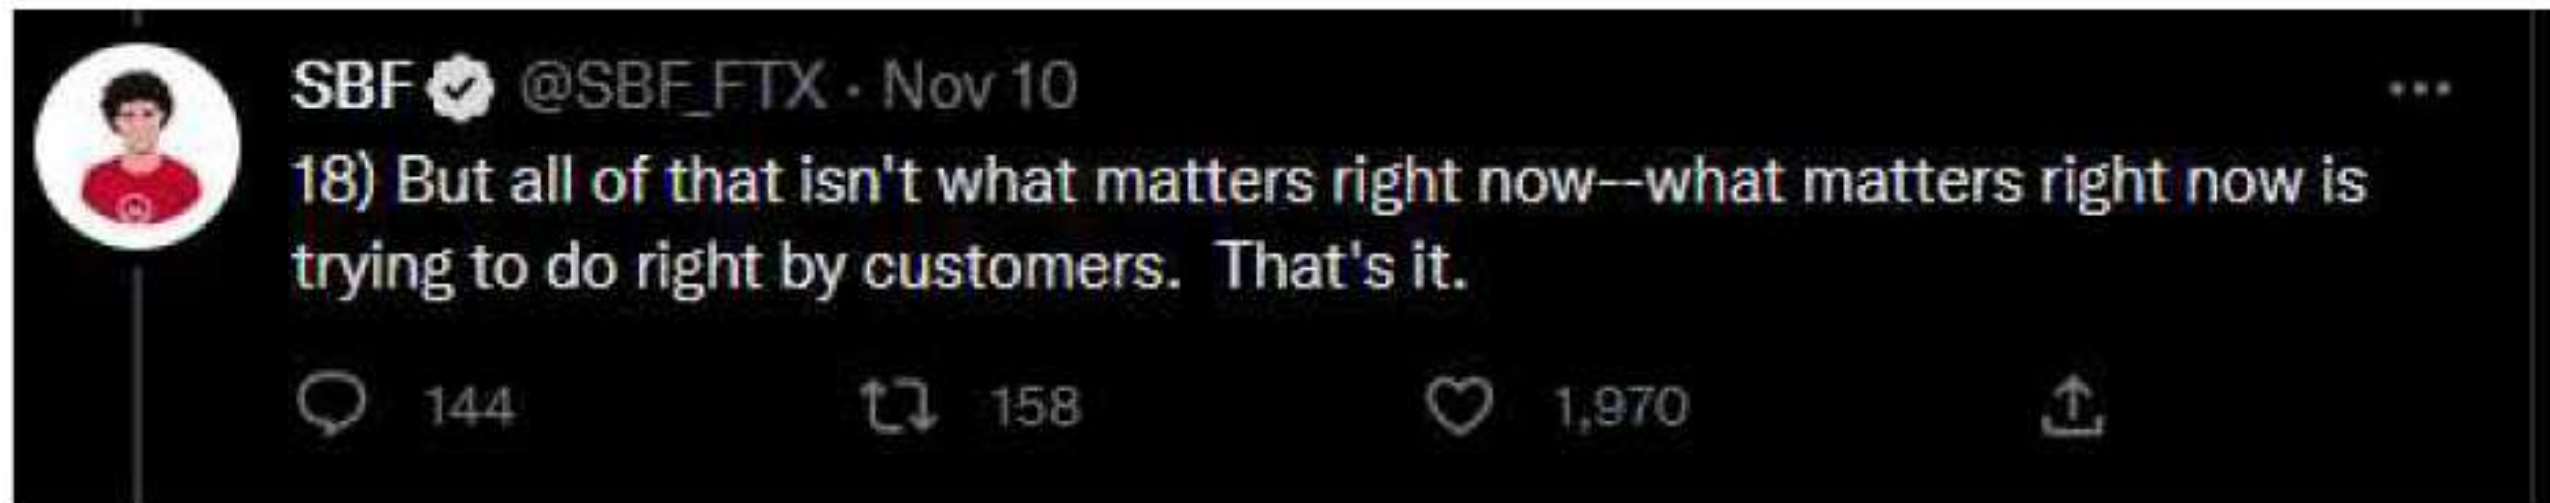 SBF @SBF_FTX · Nov 10
18) But all of that isn't what matters right now--what matters right now is
trying to do right by customers.  That's it.
144 158 1,970